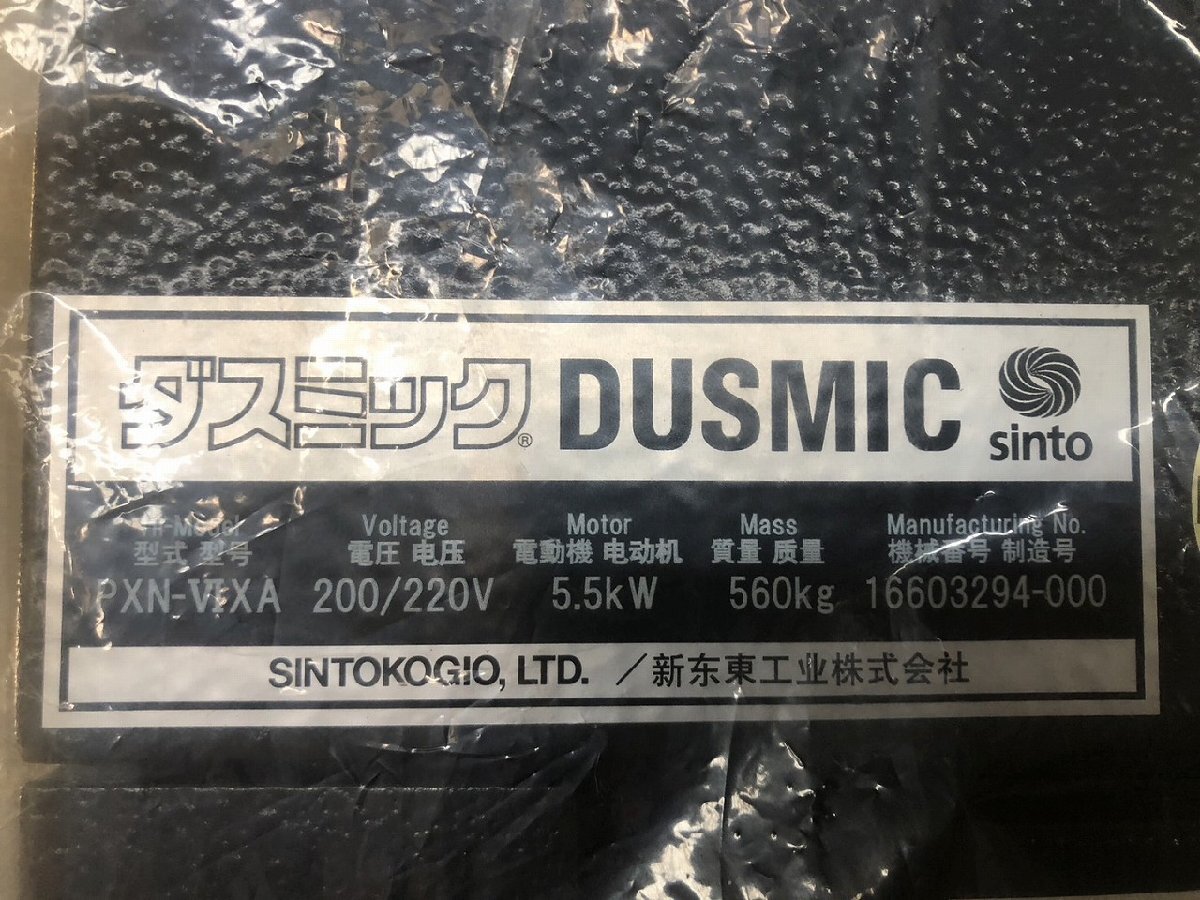 ダスミック® DUSMIC sinto
Voltage Motor Mass Manufacturing No.
型式 型号 電圧 电压 電動機 电动机 質量 质量 機械番号 制造号
200/220V 5.5kW 560kg 16603294-000
SINTOKOGIO, LTD. ／新东東工业株式会社